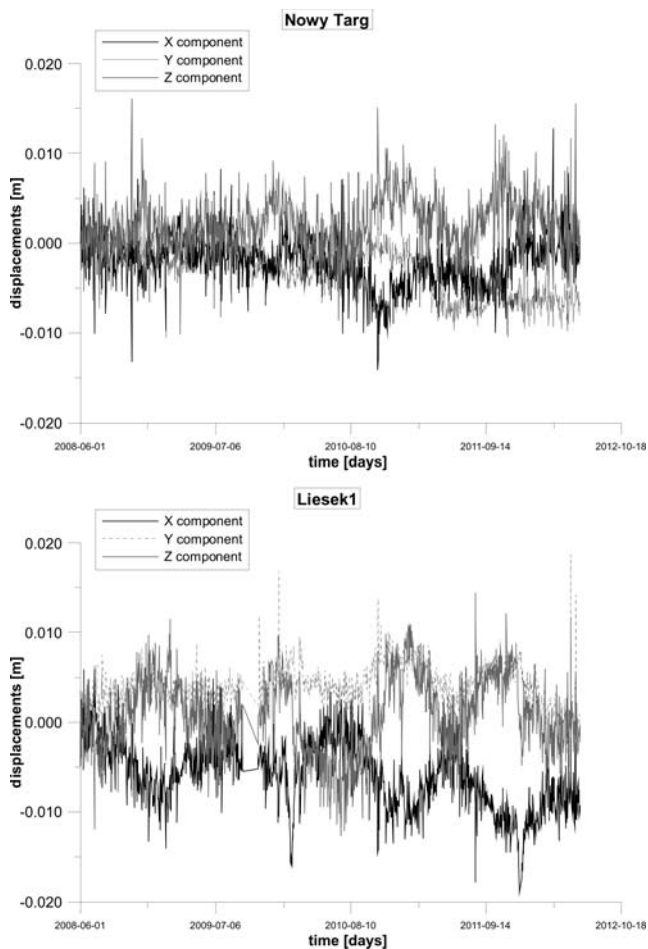 Nowy Targ
X component
Y component
Z component
0.020
0.010
0.000
-0.010
-0.020
displacements [m]
2008-06-01 2009-07-06 2010-08-10 2011-09-14 2012-10-18
time [days]
Liesek1
X component
Y component
Z component
0.020
0.010
0.000
-0.010
-0.020
displacements [m]
2008-06-01 2009-07-06 2010-08-10 2011-09-14 2012-10-18
time [days]